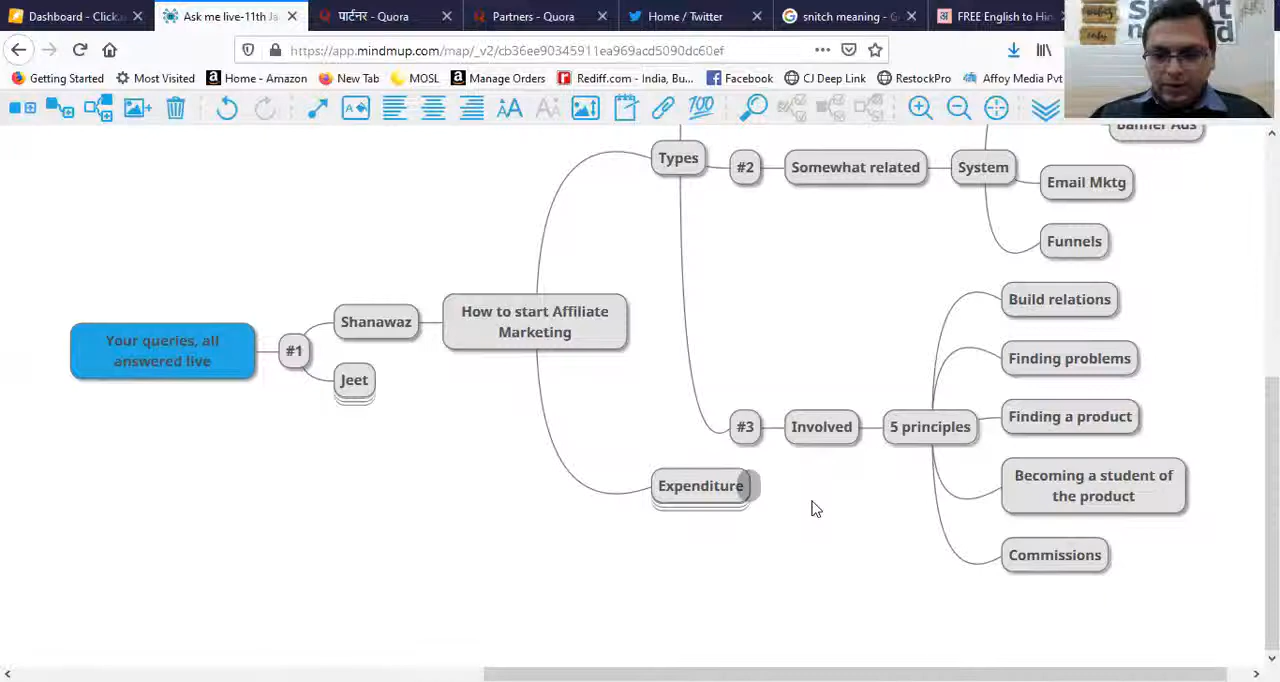 Dashboard - Click
Ask me live-11th Ja
पार्टनर - Quora
Partners - Quora
Home / Twitter
snitch meaning - G
FREE English to Hin
https://app.mindmup.com/map/_v2/cb36ee90345911ea969acd5090dc60ef
Getting Started
Most Visited
Home - Amazon
New Tab
MOSL
Manage Orders
Rediff.com - India, Bu...
Facebook
CJ Deep Link
RestockPro
Affoy Media Pvt
Banner Ads
Types
#2
Somewhat related
System
Email Mktg
Funnels
Build relations
Shanawaz
How to start Affiliate
Marketing
Your queries, all
answered live
#1
Finding problems
Jeet
Finding a product
#3
Involved
5 principles
Becoming a student of
the product
Expenditure
Commissions